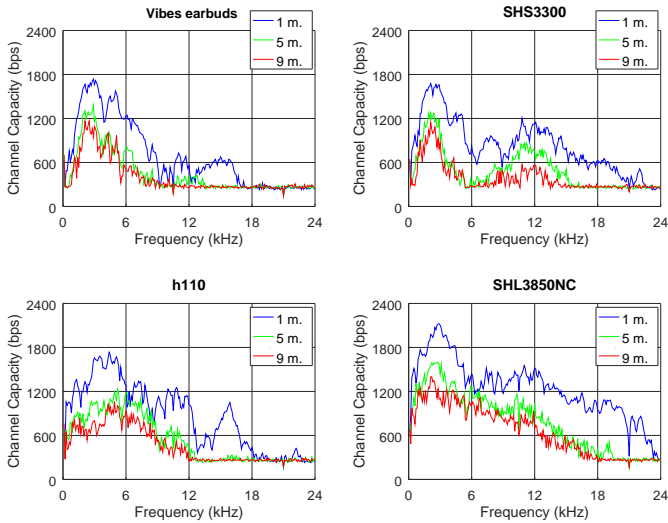 Vibes earbuds
Channel Capacity (bps)
2400
1800
1200
600
0
1 m.
5 m.
9 m.
0 6 12 18 24
Frequency (kHz)
SHS3300
Channel Capacity (bps)
2400
1800
1200
600
0
1 m.
5 m.
9 m.
0 6 12 18 24
Frequency (kHz)
h110
Channel Capacity (bps)
2400
1800
1200
600
0
1 m.
5 m.
9 m.
0 6 12 18 24
Frequency (kHz)
SHL3850NC
Channel Capacity (bps)
2400
1800
1200
600
0
1 m.
5 m.
9 m.
0 6 12 18 24
Frequency (kHz)